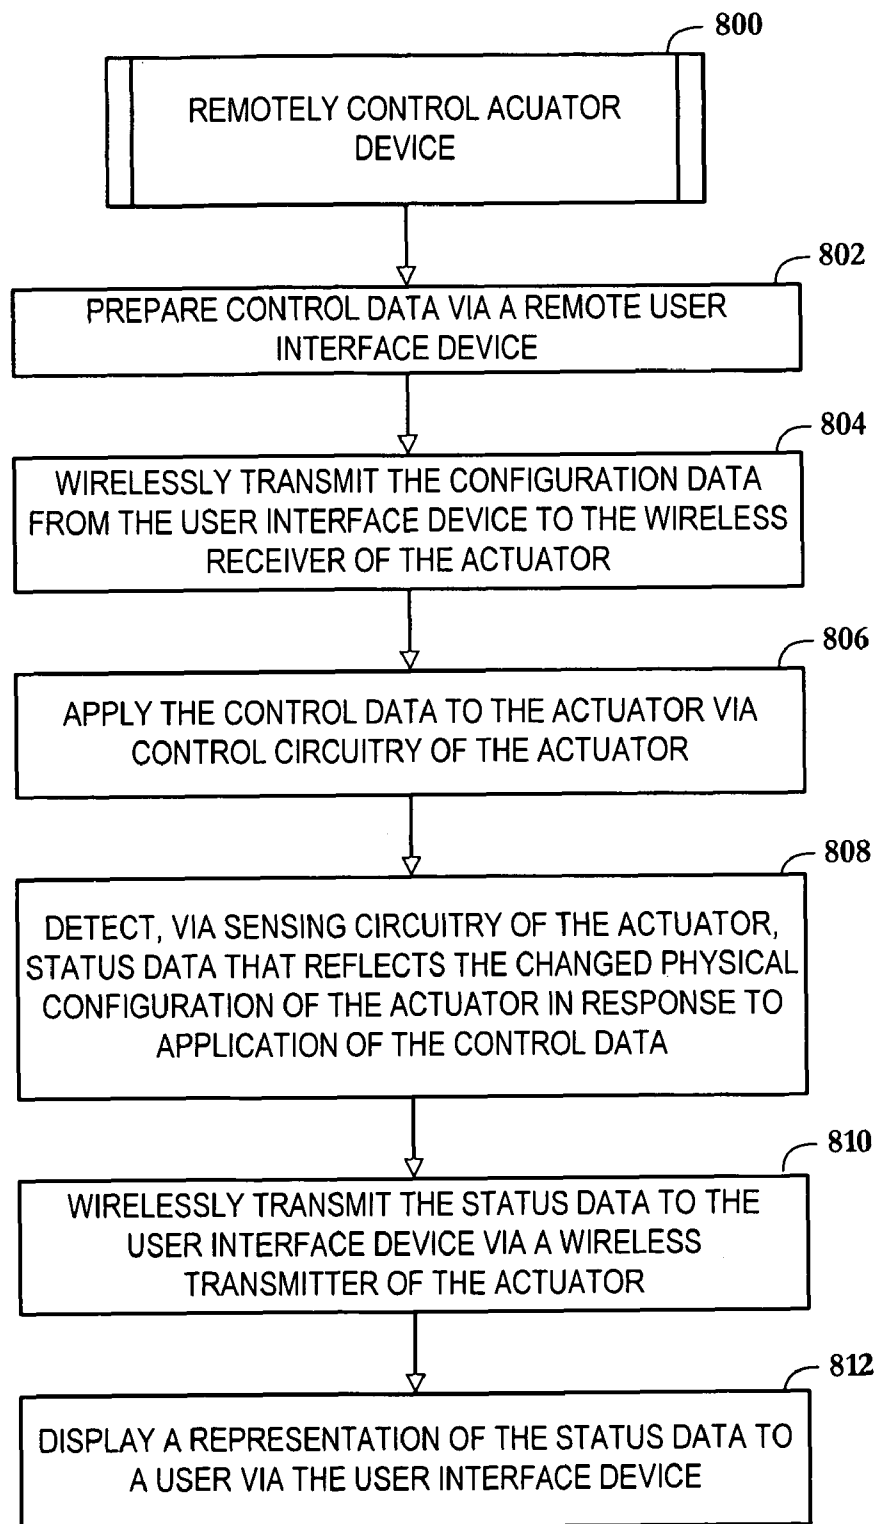 800
REMOTELY CONTROL ACUATOR
DEVICE
802
PREPARE CONTROL DATA VIA A REMOTE USER
INTERFACE DEVICE
804
WIRELESSLY TRANSMIT THE CONFIGURATION DATA
FROM THE USER INTERFACE DEVICE TO THE WIRELESS
RECEIVER OF THE ACTUATOR
806
APPLY THE CONTROL DATA TO THE ACTUATOR VIA
CONTROL CIRCUITRY OF THE ACTUATOR
808
DETECT, VIA SENSING CIRCUITRY OF THE ACTUATOR,
STATUS DATA THAT REFLECTS THE CHANGED PHYSICAL
CONFIGURATION OF THE ACTUATOR IN RESPONSE TO
APPLICATION OF THE CONTROL DATA
810
WIRELESSLY TRANSMIT THE STATUS DATA TO THE
USER INTERFACE DEVICE VIA A WIRELESS
TRANSMITTER OF THE ACTUATOR
812
DISPLAY A REPRESENTATION OF THE STATUS DATA TO
A USER VIA THE USER INTERFACE DEVICE